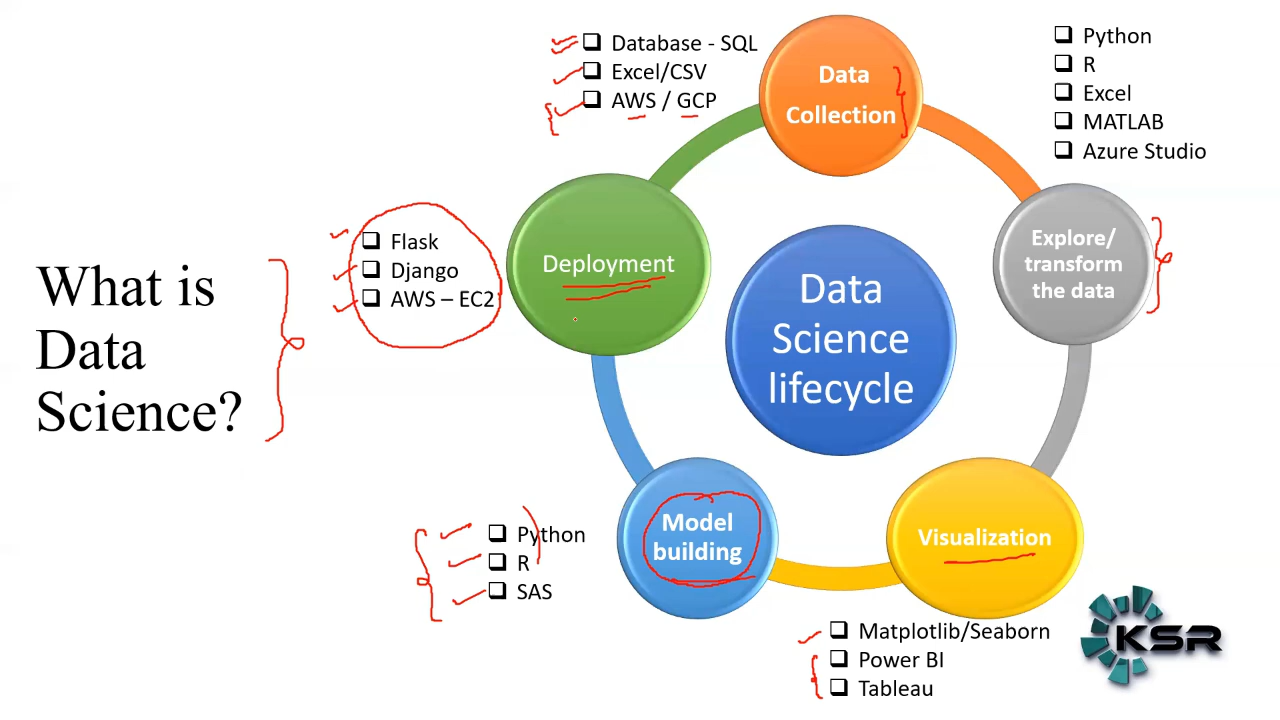 What is
Data
Science?
Database - SQL
Excel/CSV
AWS / GCP
Data
Collection
Python
R
Excel
MATLAB
Azure Studio
Explore/
transform
the data
Visualization
Matplotlib/Seaborn
Power BI
Tableau
Model
building
Python
R
SAS
Deployment
Flask
Django
AWS – EC2
Data
Science
lifecycle
KSR